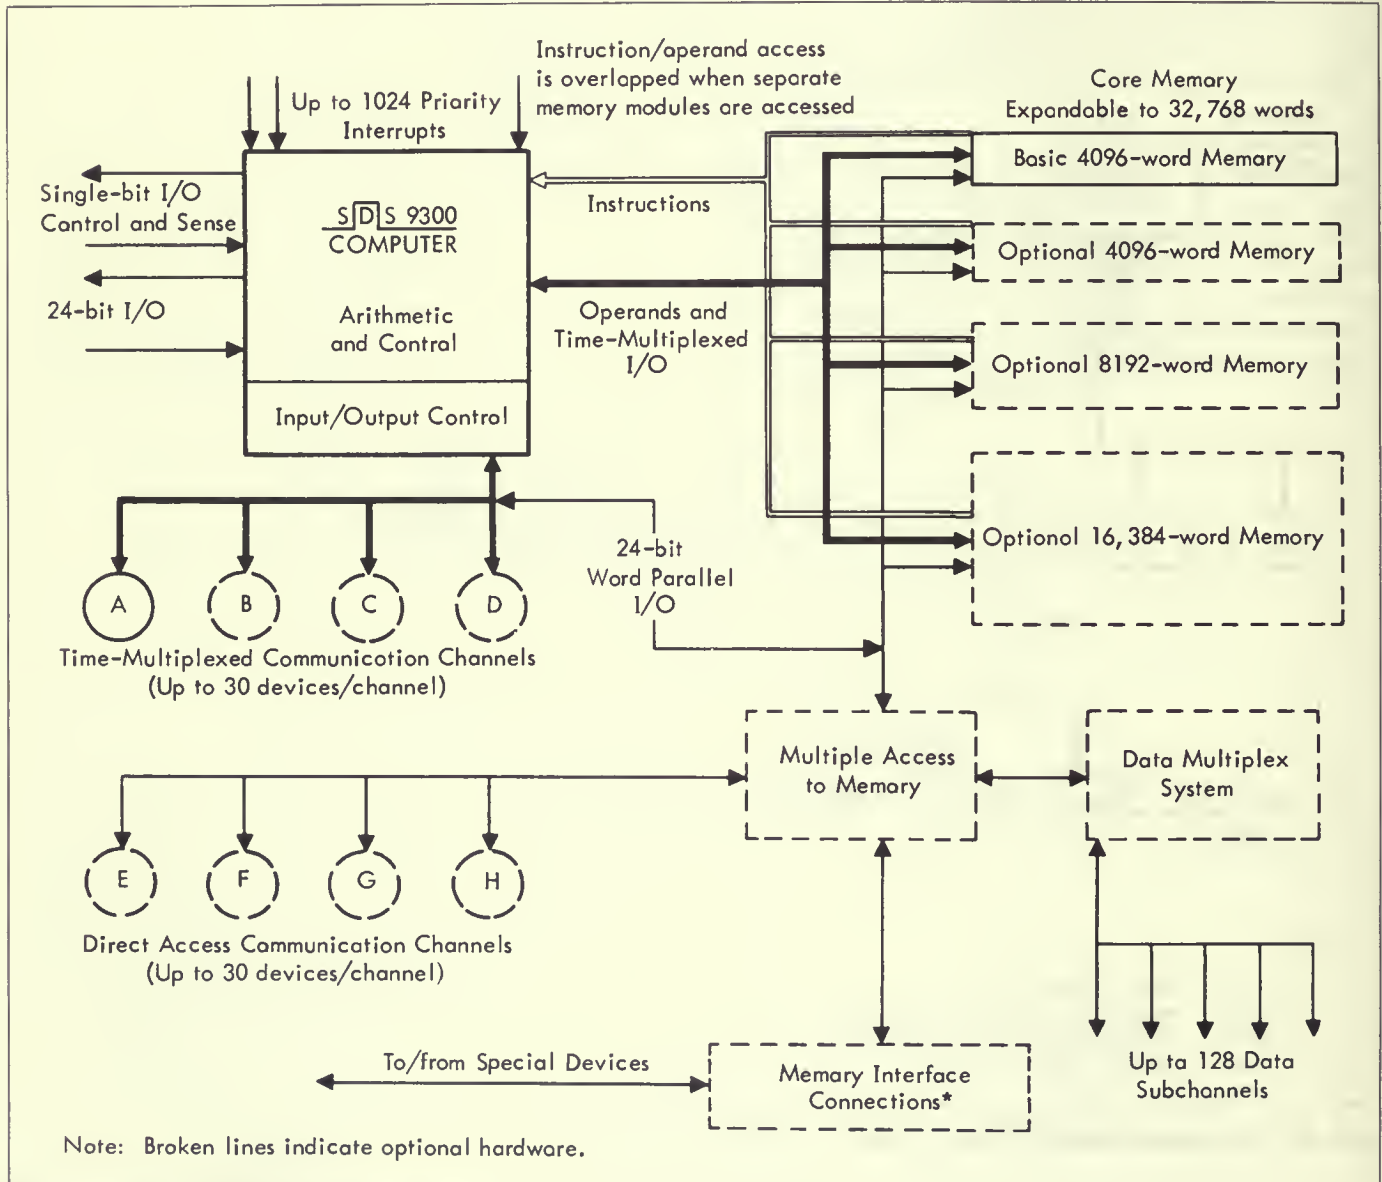 Instruction/operand access
is overlapped when separate
memory modules are accessed
Up to 1024 Priority
Interrupts
Core Memory
Expandable to 32,768 words
Basic 4096-word Memory
Single-bit I/O
Control and Sense
SDS 9300
COMPUTER
Instructions
Optional 4096-word Memory
24-bit I/O
Arithmetic
and Control
Operands and
Time-Multiplexed
I/O
Optional 8192-word Memory
Input/Output Control
Optional 16,384-word Memory
24-bit
Word Parallel
I/O
A
B
C
D
Time-Multiplexed Communication Channels
(Up to 30 devices/channel)
Multiple Access
to Memory
Data Multiplex
System
E
F
G
H
Direct Access Communication Channels
(Up to 30 devices/channel)
To/from Special Devices
Memory Interface
Connections*
Up to 128 Data
Subchannels
Note: Broken lines indicate optional hardware.